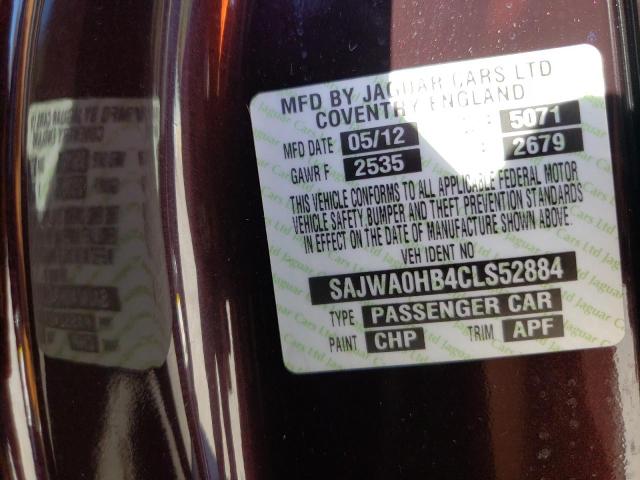 MFD BY JAGUAR CARS LTD
COVENTRY ENGLAND
MFD DATE 05/12 : 5071
GAWR F 2535 : 2679
THIS VEHICLE CONFORMS TO ALL APPLICABLE FEDERAL MOTOR
VEHICLE SAFETY BUMPER AND THEFT PREVENTION STANDARDS
IN EFFECT ON THE DATE OF MANUFACTURE SHOWN ABOVE
VEH IDENT NO
SAJWA0HB4CLS52884
TYPE PASSENGER CAR
PAINT CHP TRIM APF